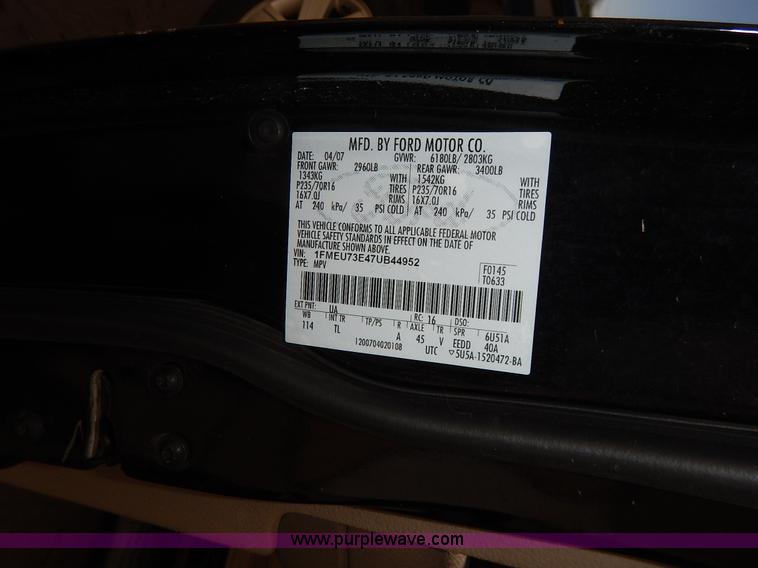 MFD. BY FORD MOTOR CO.
DATE: 04/07 GVWR: 6180LB/ 2803KG
FRONT GAWR: 2960LB REAR GAWR: 3400LB
1343KG WITH 1542KG WITH
P235/70R16 TIRES P235/70R16 TIRES
16X7.0J RIMS 16X7.0J RIMS
AT 240 kPa/ 35 PSI COLD AT 240 kPa/ 35 PSI COLD
THIS VEHICLE CONFORMS TO ALL APPLICABLE FEDERAL MOTOR
VEHICLE SAFETY STANDARDS IN EFFECT ON THE DATE OF
MANUFACTURE SHOWN ABOVE.
VIN: 1FMEU73E47UB44952 F0145
TYPE: MPV T0633
EXT PNT: UA RC: 16 DSO:
WB INT TR TP/PS R AXLE TR SPR 6U51A
114 TL A 45 V EEDD 40A
1200704020108 UTC ▽5U5A-1520472-BA
www.purplewave.com